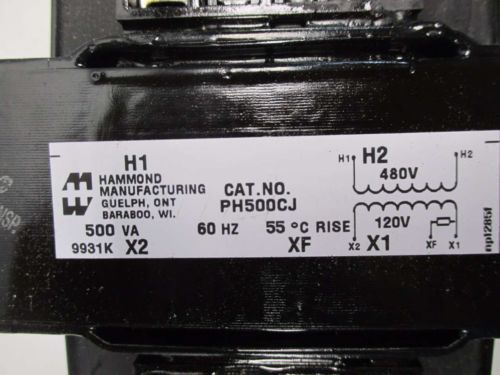 H1
HAMMOND
MANUFACTURING
GUELPH, ONT
BARABOO, WI.
CAT.NO.
PH500CJ
500 VA
60 HZ
55 °C RISE
9931K X2
XF
X1
H1 H2 H2
480V
120V
X2 XF X1
npf285f